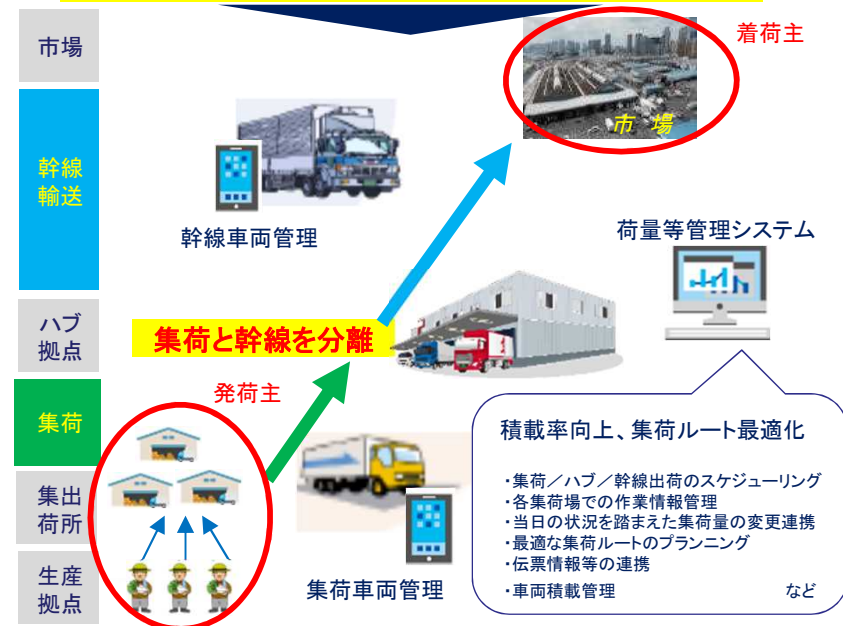 市場
着荷主
市 場
幹線
輸送
幹線車両管理
荷量等管理システム
ハブ
拠点
集荷と幹線を分離
発荷主
集荷
積載率向上、集荷ルート最適化
・集荷／ハブ／幹線出荷のスケジューリング
・各集荷場での作業情報管理
・当日の状況を踏まえた集荷量の変更連携
・最適な集荷ルートのプランニング
・伝票情報等の連携
・車両積載管理 など
集出
荷所
生産
拠点
集荷車両管理